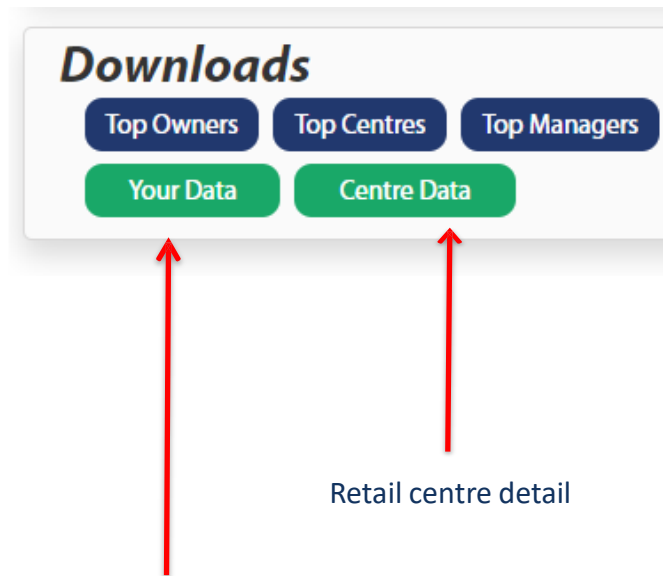 Downloads
Top Owners Top Centres Top Managers
Your Data Centre Data
Retail centre detail